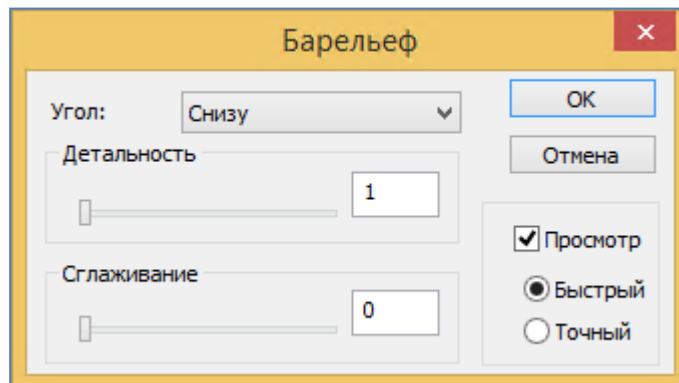 Барельеф
Угол:
Снизу
OK
Отмена
Детальность
1
Сглаживание
0
Просмотр
Быстрый
Точный